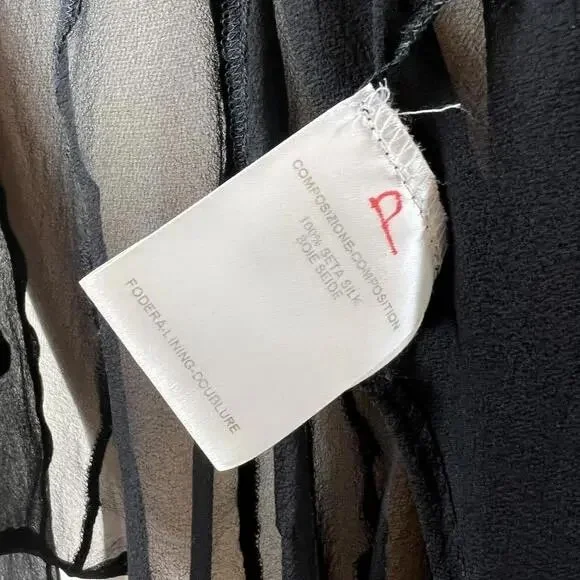 COMPOSIZIONE-COMPOSITION
100% SETA SILK
SOIE SEIDE
FODERA-LINING-DOUBLURE